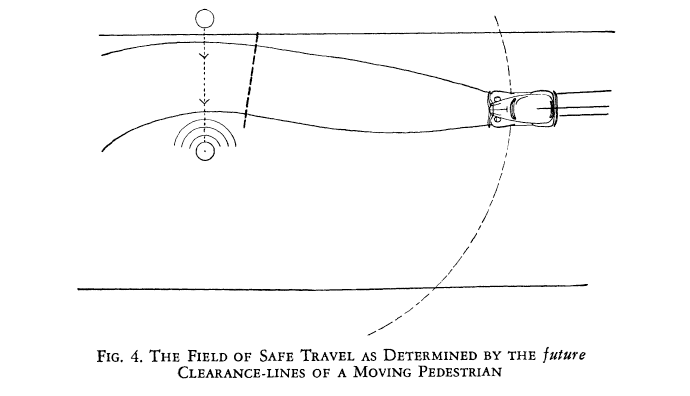 FIG. 4. THE FIELD OF SAFE TRAVEL AS DETERMINED BY THE future
CLEARANCE-LINES OF A MOVING PEDESTRIAN